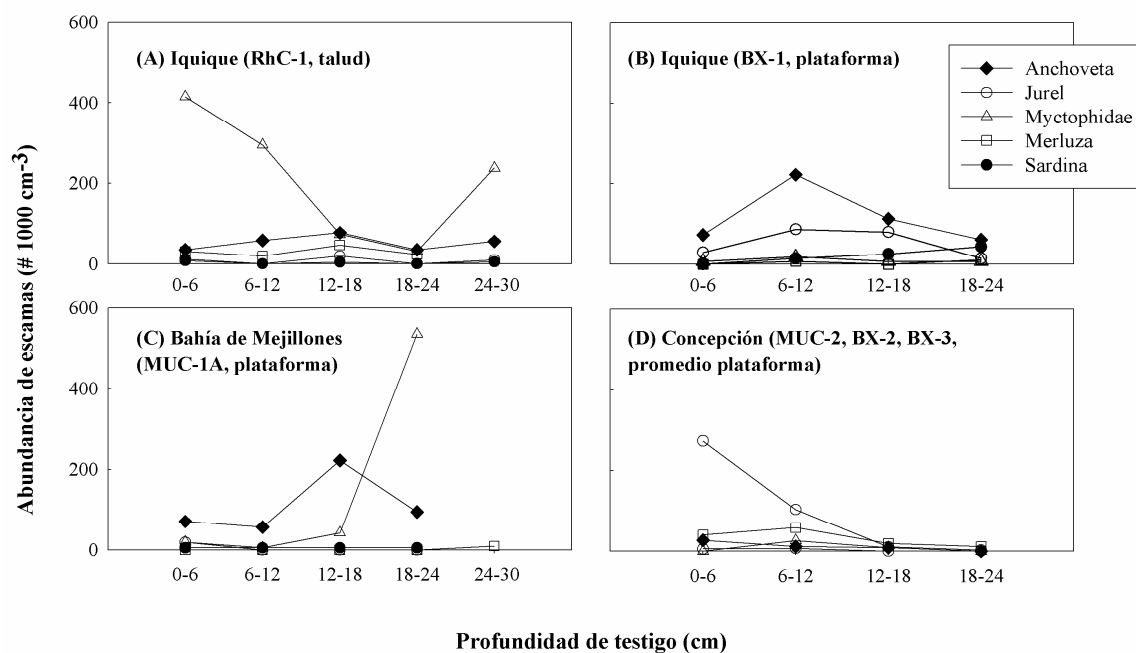 Abundancia de escamas (# 1000 cm-3)
600
400
200
0
(A) Iquique (RhC-1, talud)
0-6 6-12 12-18 18-24 24-30
(B) Iquique (BX-1, plataforma)
Anchoveta
Jurel
Myctophidae
Merluza
Sardina
0-6 6-12 12-18 18-24
600
400
200
0
(C) Bahía de Mejillones
(MUC-1A, plataforma)
0-6 6-12 12-18 18-24 24-30
(D) Concepción (MUC-2, BX-2, BX-3,
promedio plataforma)
0-6 6-12 12-18 18-24
Profundidad de testigo (cm)